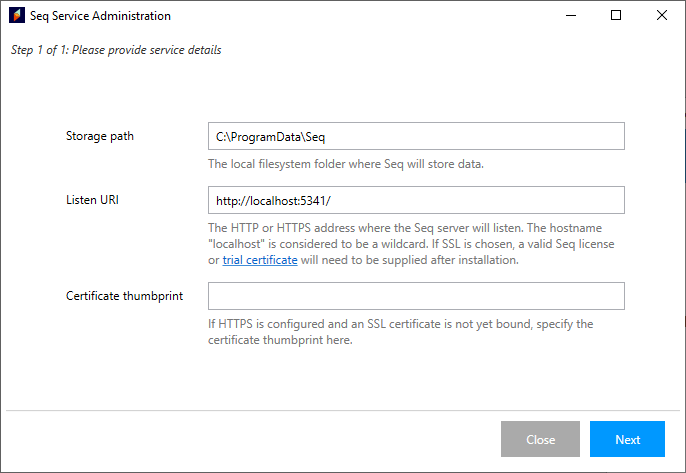 Seq Service Administration
Step 1 of 1: Please provide service details
Storage path
C:\ProgramData\Seq
The local filesystem folder where Seq will store data.
Listen URI
http://localhost:5341/
The HTTP or HTTPS address where the Seq server will listen. The hostname
"localhost" is considered to be a wildcard. If SSL is chosen, a valid Seq license
or trial certificate will need to be supplied after installation.
Certificate thumbprint
If HTTPS is configured and an SSL certificate is not yet bound, specify the
certificate thumbprint here.
Close
Next